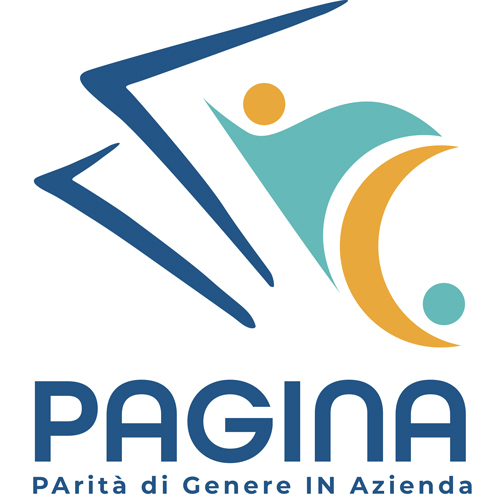 PAGINA
PArità di Genere IN Azienda